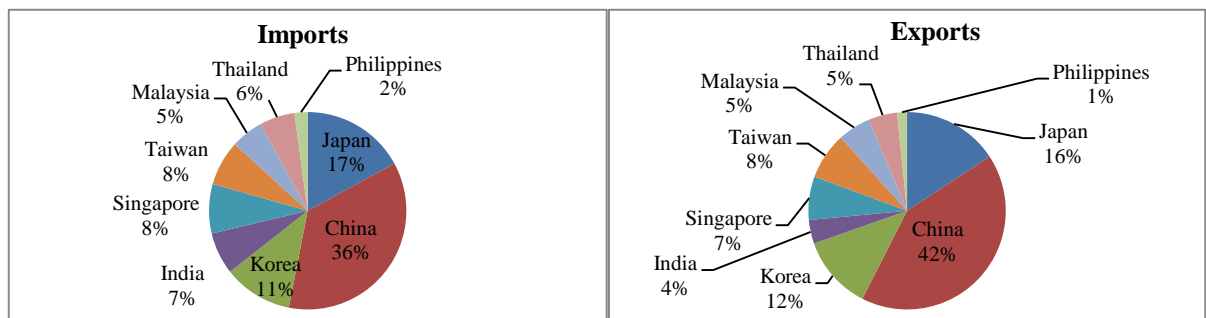 Imports
Philippines
2%
Thailand
6%
Malaysia
5%
Taiwan
8%
Singapore
8%
India
7%
Korea
11%
China
36%
Japan
17%
Exports
Philippines
1%
Thailand
5%
Malaysia
5%
Taiwan
8%
Singapore
7%
India
4%
Korea
12%
China
42%
Japan
16%